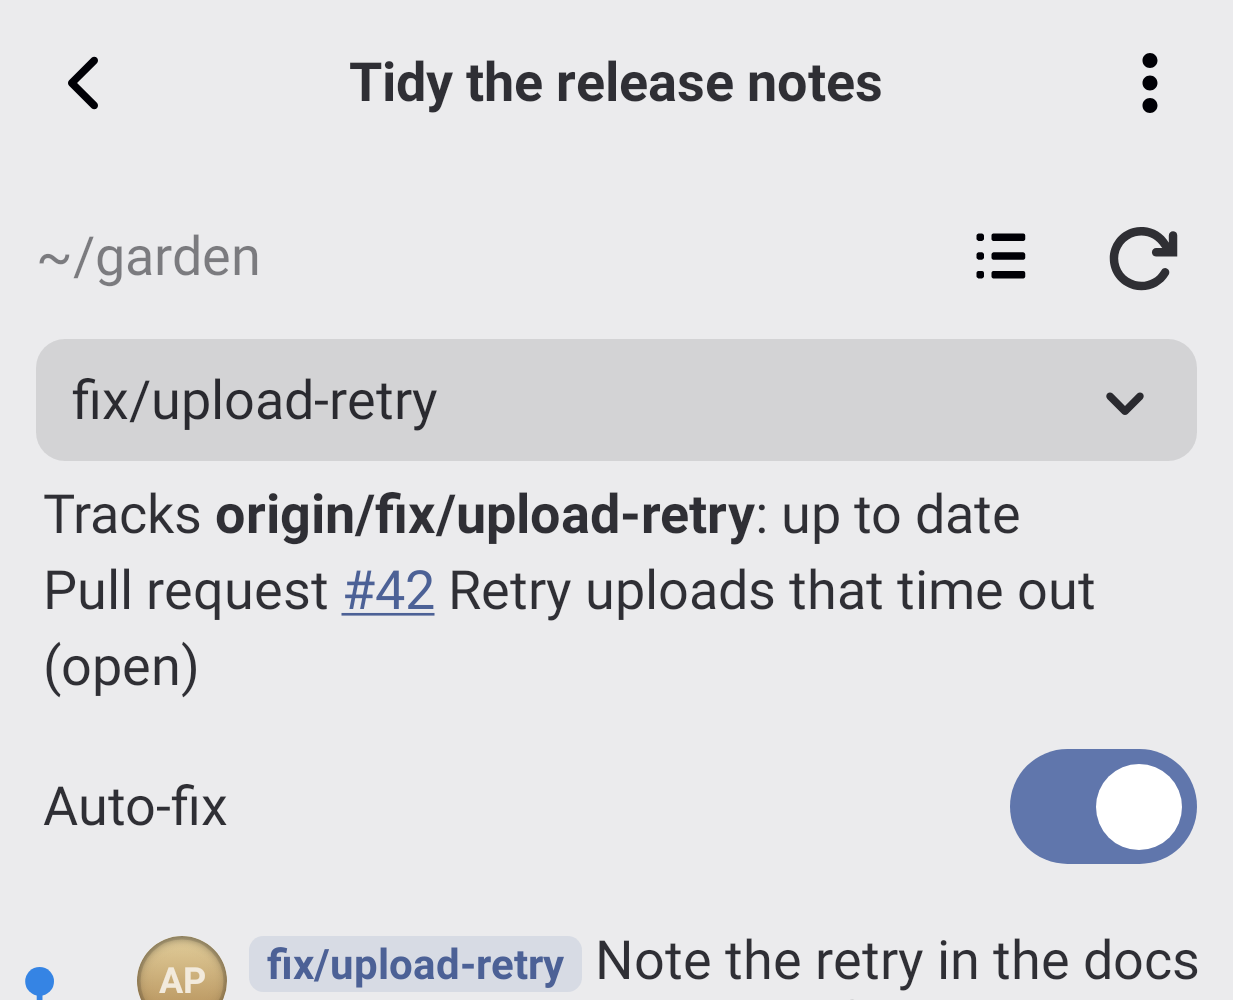 Tidy the release notes
~/garden
fix/upload-retry
Tracks origin/fix/upload-retry: up to date
Pull request #42 Retry uploads that time out
(open)
Auto-fix
AP fix/upload-retry Note the retry in the docs